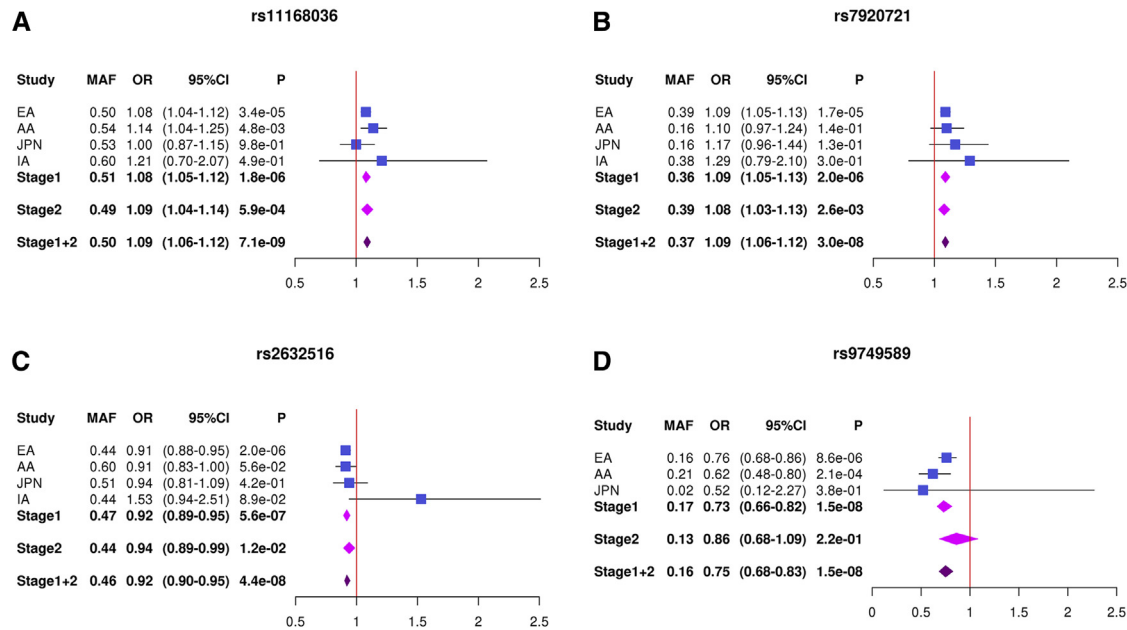 A
rs11168036
Study MAF OR 95%CI P
EA 0.50 1.08 (1.04-1.12) 3.4e-05
AA 0.54 1.14 (1.04-1.25) 4.8e-03
JPN 0.53 1.00 (0.87-1.15) 9.8e-01
IA 0.60 1.21 (0.70-2.07) 4.9e-01
Stage1 0.51 1.08 (1.05-1.12) 1.8e-06
Stage2 0.49 1.09 (1.04-1.14) 5.9e-04
Stage1+2 0.50 1.09 (1.06-1.12) 7.1e-09
0.5 1 1.5 2 2.5
B
rs7920721
Study MAF OR 95%CI P
EA 0.39 1.09 (1.05-1.13) 1.7e-05
AA 0.16 1.10 (0.97-1.24) 1.4e-01
JPN 0.16 1.17 (0.96-1.44) 1.3e-01
IA 0.38 1.29 (0.79-2.10) 3.0e-01
Stage1 0.36 1.09 (1.05-1.13) 2.0e-06
Stage2 0.39 1.08 (1.03-1.13) 2.6e-03
Stage1+2 0.37 1.09 (1.06-1.12) 3.0e-08
0.5 1 1.5 2 2.5
C
rs2632516
Study MAF OR 95%CI P
EA 0.44 0.91 (0.88-0.95) 2.0e-06
AA 0.60 0.91 (0.83-1.00) 5.6e-02
JPN 0.51 0.94 (0.81-1.09) 4.2e-01
IA 0.44 1.53 (0.94-2.51) 8.9e-02
Stage1 0.47 0.92 (0.89-0.95) 5.6e-07
Stage2 0.44 0.94 (0.89-0.99) 1.2e-02
Stage1+2 0.46 0.92 (0.90-0.95) 4.4e-08
0.5 1 1.5 2 2.5
D
rs9749589
Study MAF OR 95%CI P
EA 0.16 0.76 (0.68-0.86) 8.6e-06
AA 0.21 0.62 (0.48-0.80) 2.1e-04
JPN 0.02 0.52 (0.12-2.27) 3.8e-01
Stage1 0.17 0.73 (0.66-0.82) 1.5e-08
Stage2 0.13 0.86 (0.68-1.09) 2.2e-01
Stage1+2 0.16 0.75 (0.68-0.83) 1.5e-08
0 0.5 1 1.5 2 2.5